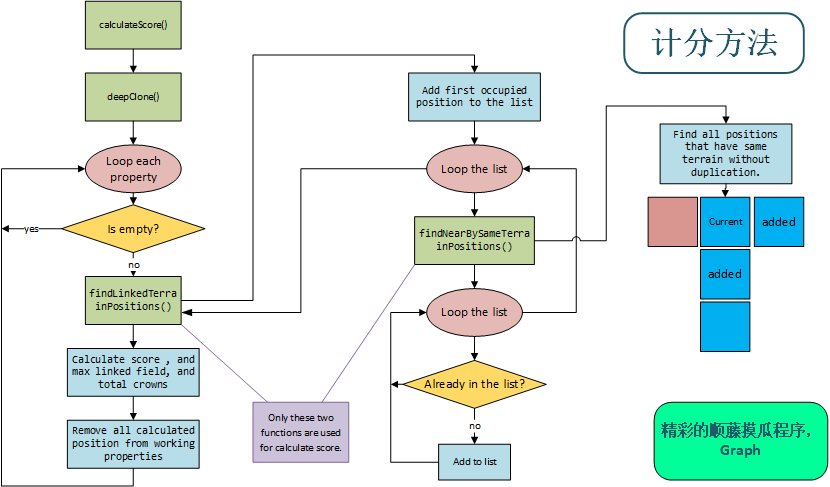 计分方法
calculateScore()
deepClone()
Loop each
property
Is empty?
yes
no
findLinkedTerra
inPositions()
Calculate score , and
max linked field, and
total crowns
Remove all calculated
position from working
properties
Only these two
functions are used
for calculate score.
Add first occupied
position to the list
Loop the list
findNearBySameTerra
inPositions()
Loop the list
Already in the list?
no
Add to list
Find all positions
that have same
terrain without
duplication.
Current
added
added
精彩的顺藤摸瓜程序，
Graph